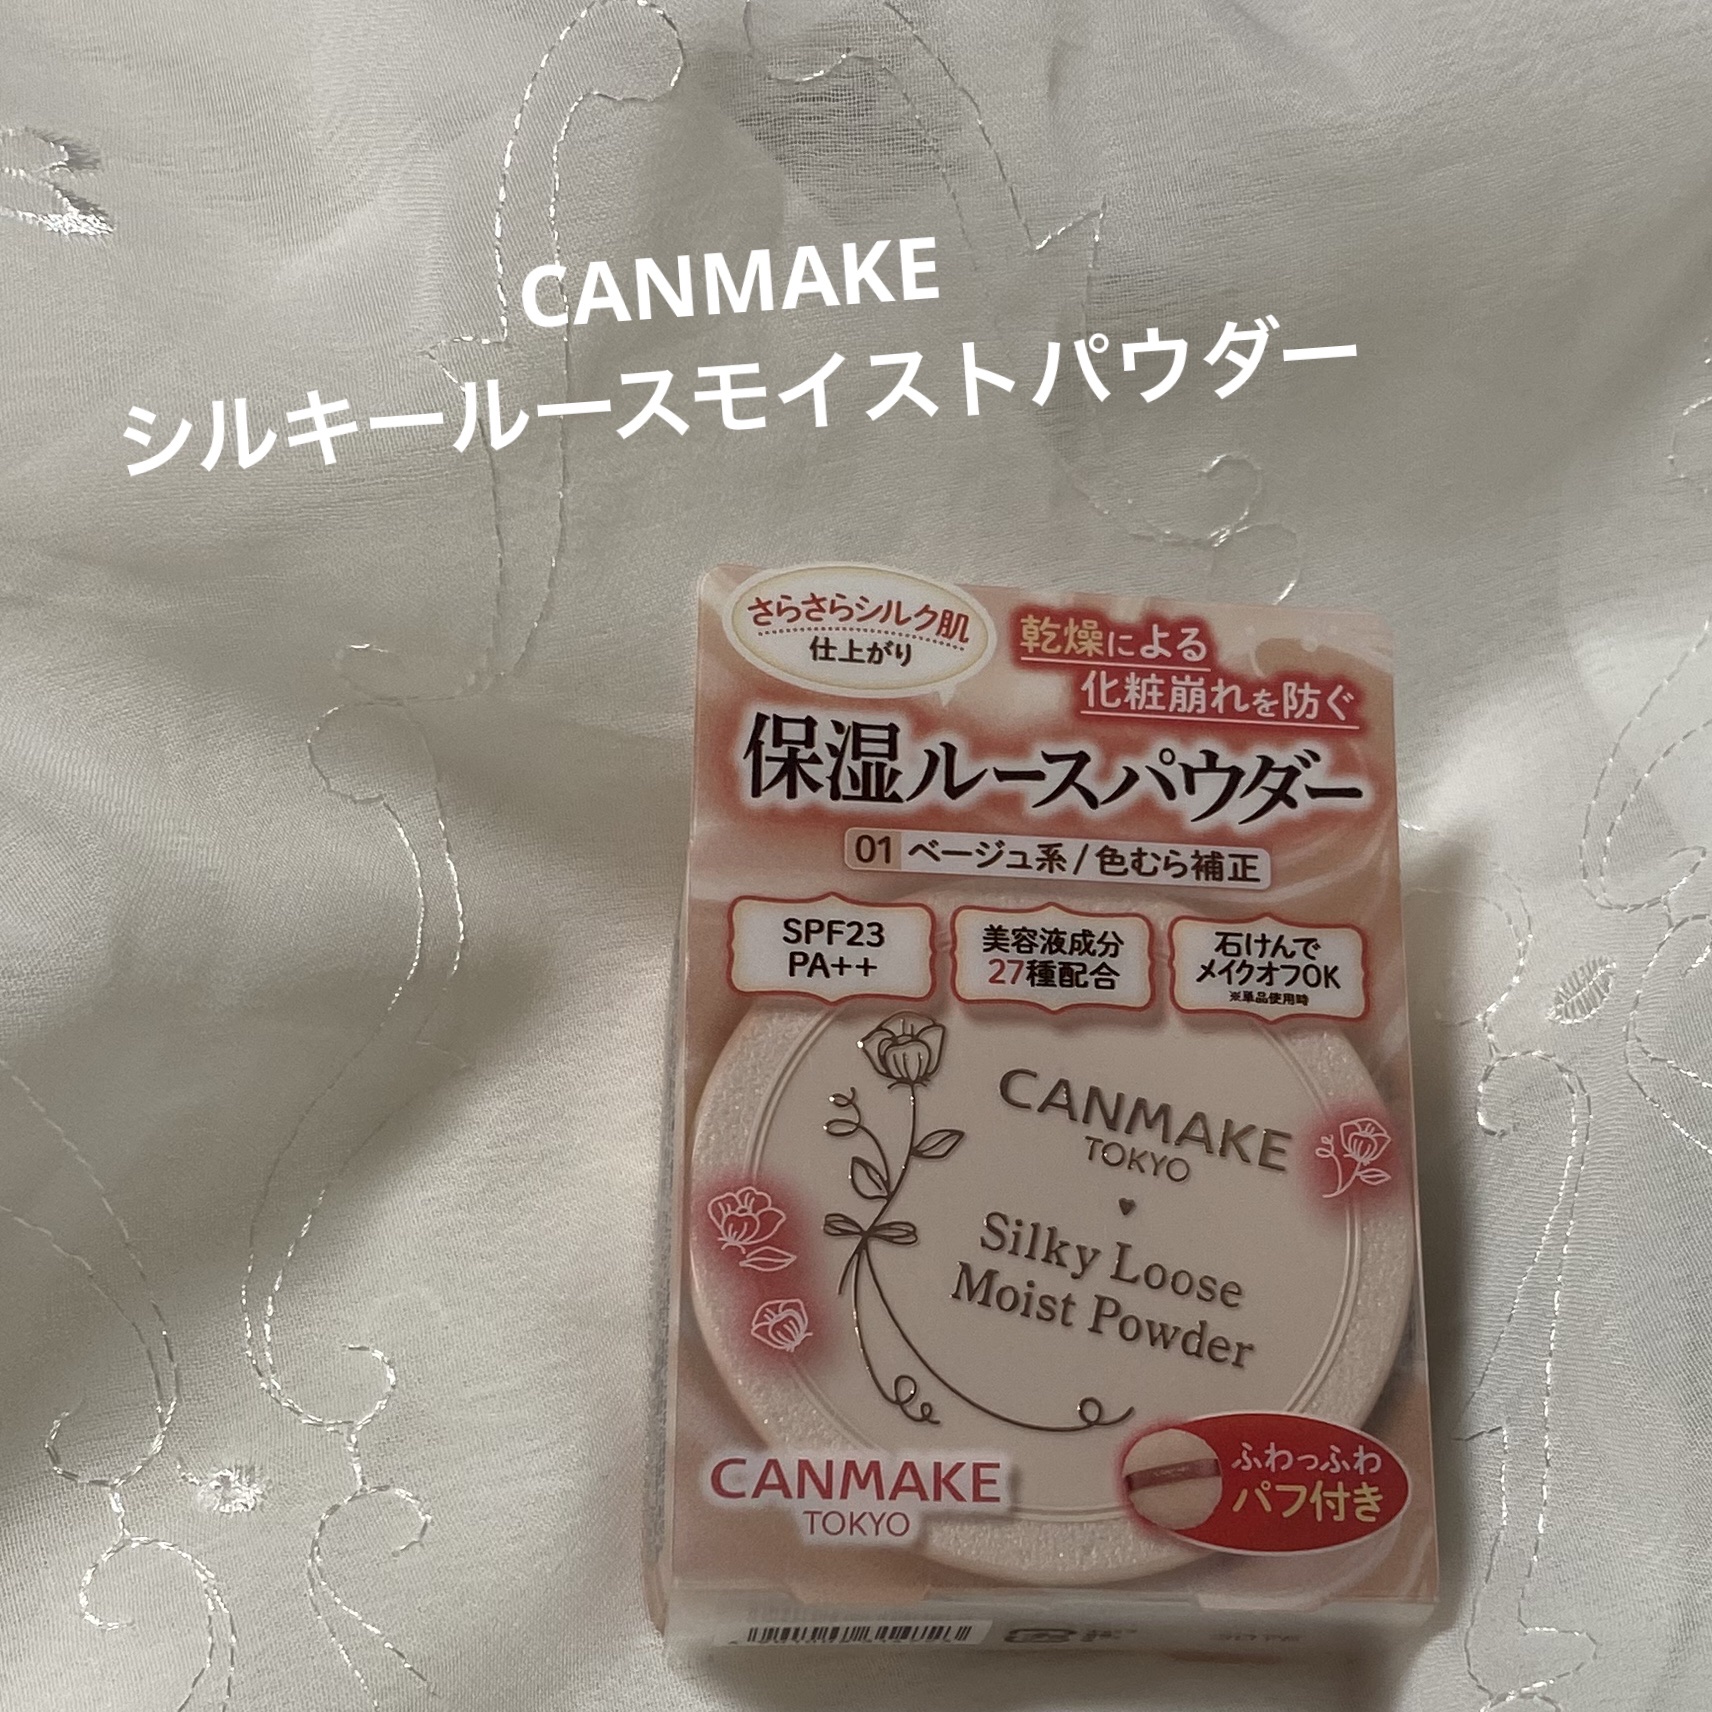 CANMAKE
シルキールースモイストパウダー
さらさらシルク肌
仕上がり
乾燥による
化粧崩れを防ぐ
保湿ルースパウダー
01 ベージュ系/色むら補正
SPF23
PA++
美容液成分
27種配合
石けんで
メイクオフOK
※単品使用時
CANMAKE
TOKYO
Silky Loose
Moist Powder
CANMAKE
TOKYO
ふわっふわ
パフ付き